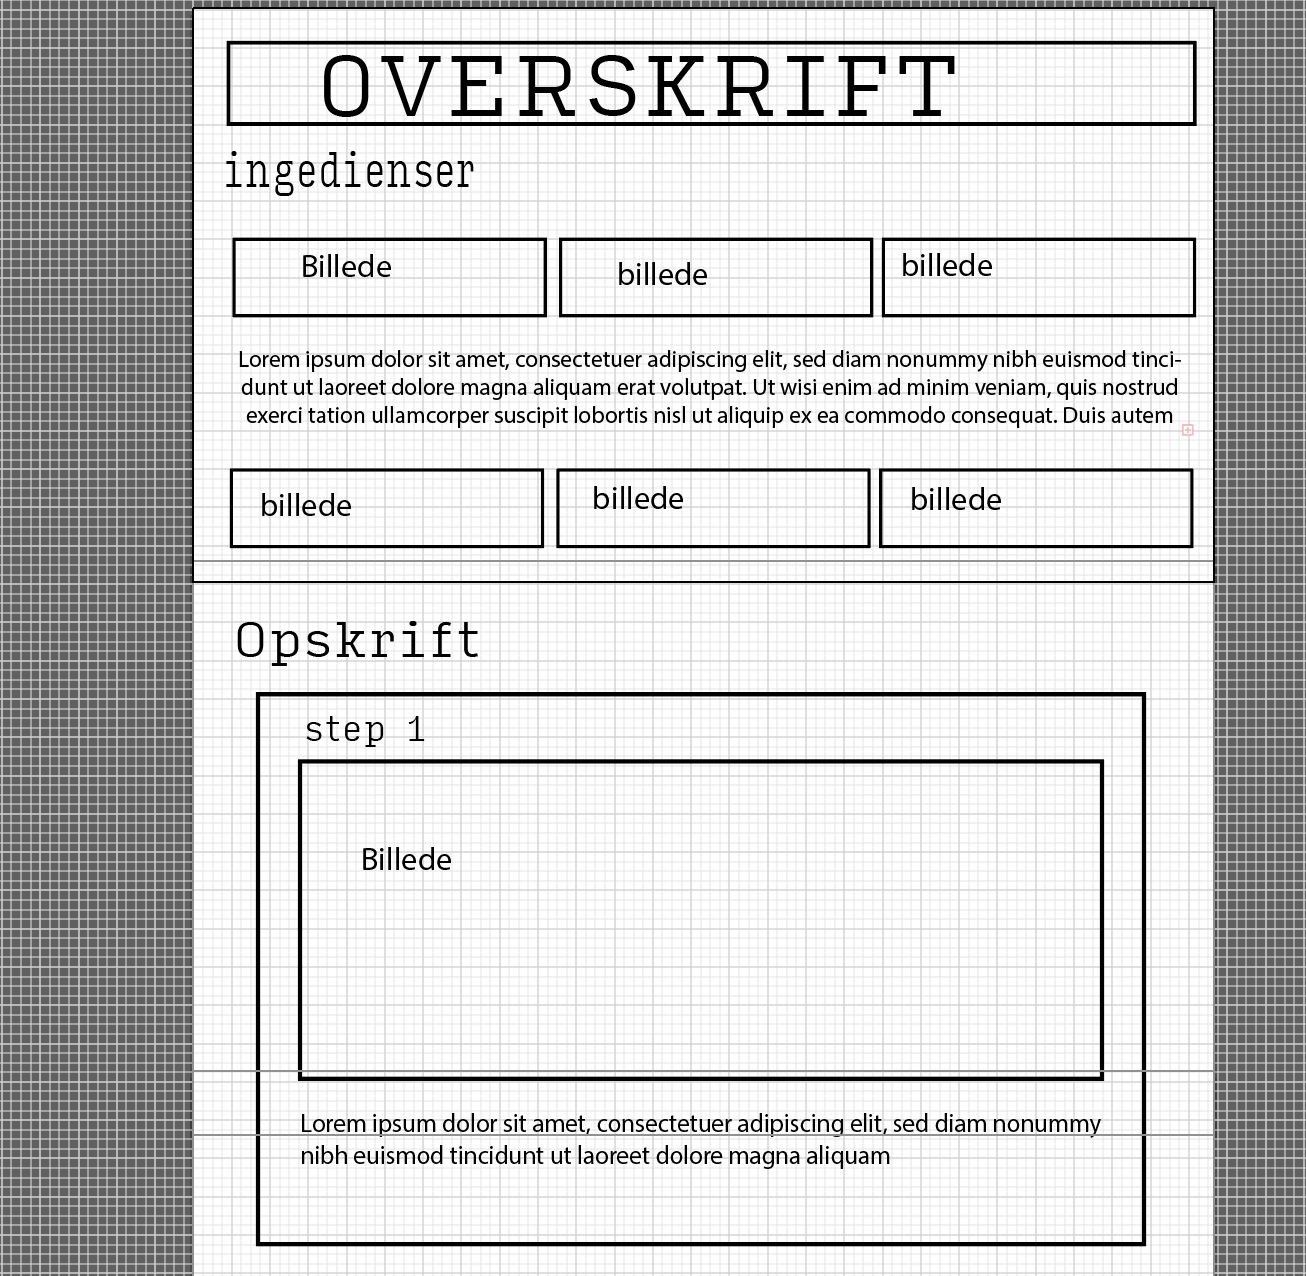 OVERSKRIFT
ingedienser
Billede billede billede
Lorem ipsum dolor sit amet, consectetuer adipiscing elit, sed diam nonummy nibh euismod tinci-
dunt ut laoreet dolore magna aliquam erat volutpat. Ut wisi enim ad minim veniam, quis nostrud
exerci tation ullamcorper suscipit lobortis nisl ut aliquip ex ea commodo consequat. Duis autem
billede billede billede
Opskrift
step 1
Billede
Lorem ipsum dolor sit amet, consectetuer adipiscing elit, sed diam nonummy
nibh euismod tincidunt ut laoreet dolore magna aliquam